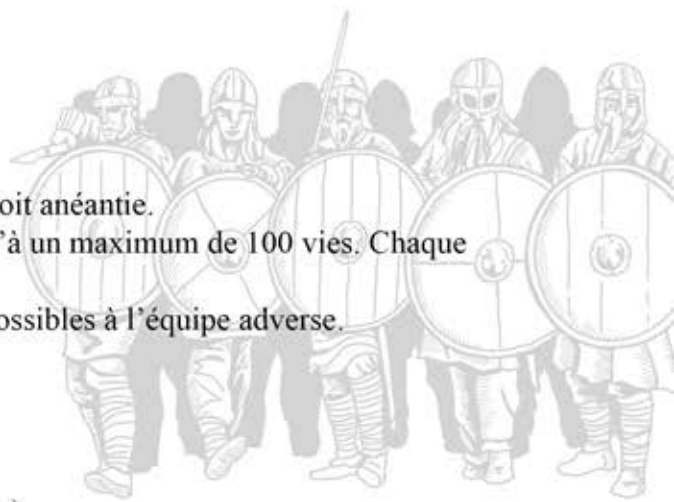 oit anéantie.
’à un maximum de 100 vies. Chaque
ossibles à l’équipe adverse.